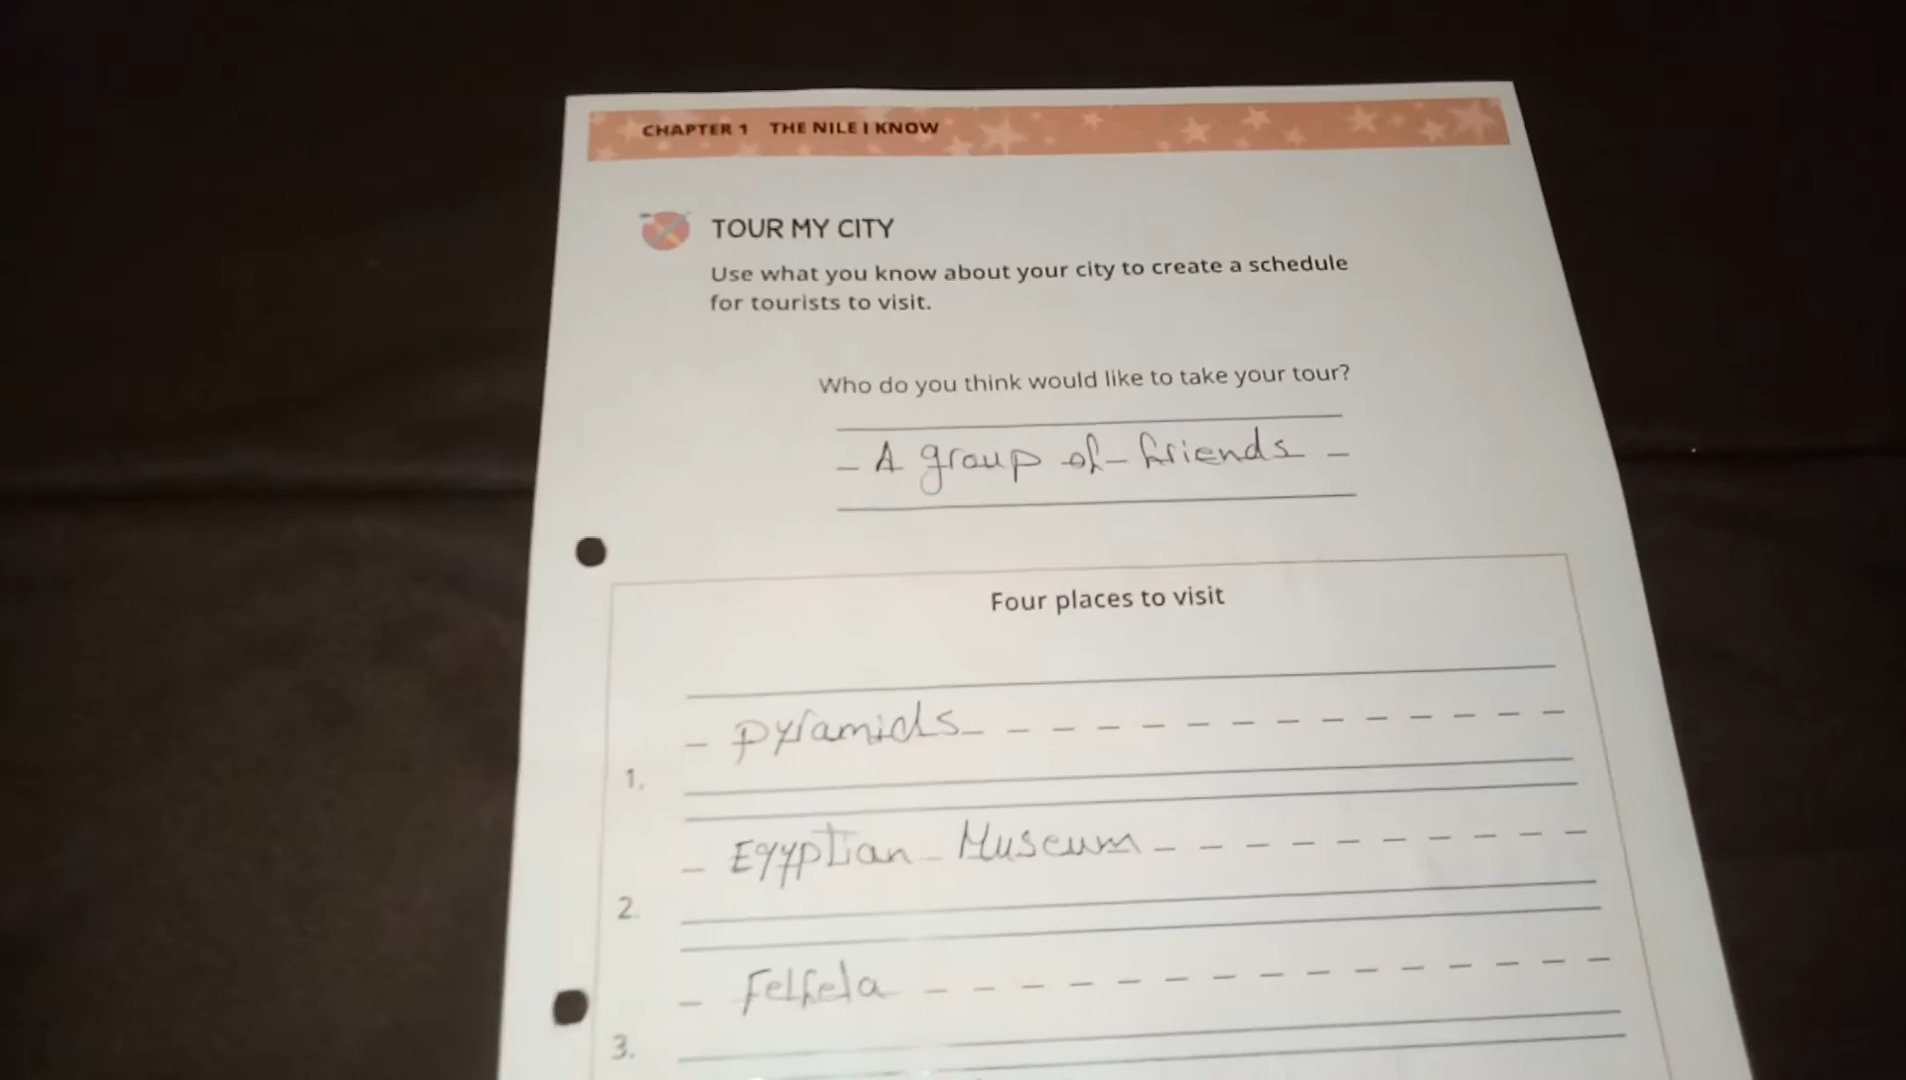 CHAPTER 1 THE NILE I KNOW
TOUR MY CITY
Use what you know about your city to create a schedule
for tourists to visit.
Who do you think would like to take your tour?
A group of friends
Four places to visit
1. Pyramids
2. Egyptian Museum
3. Felfela